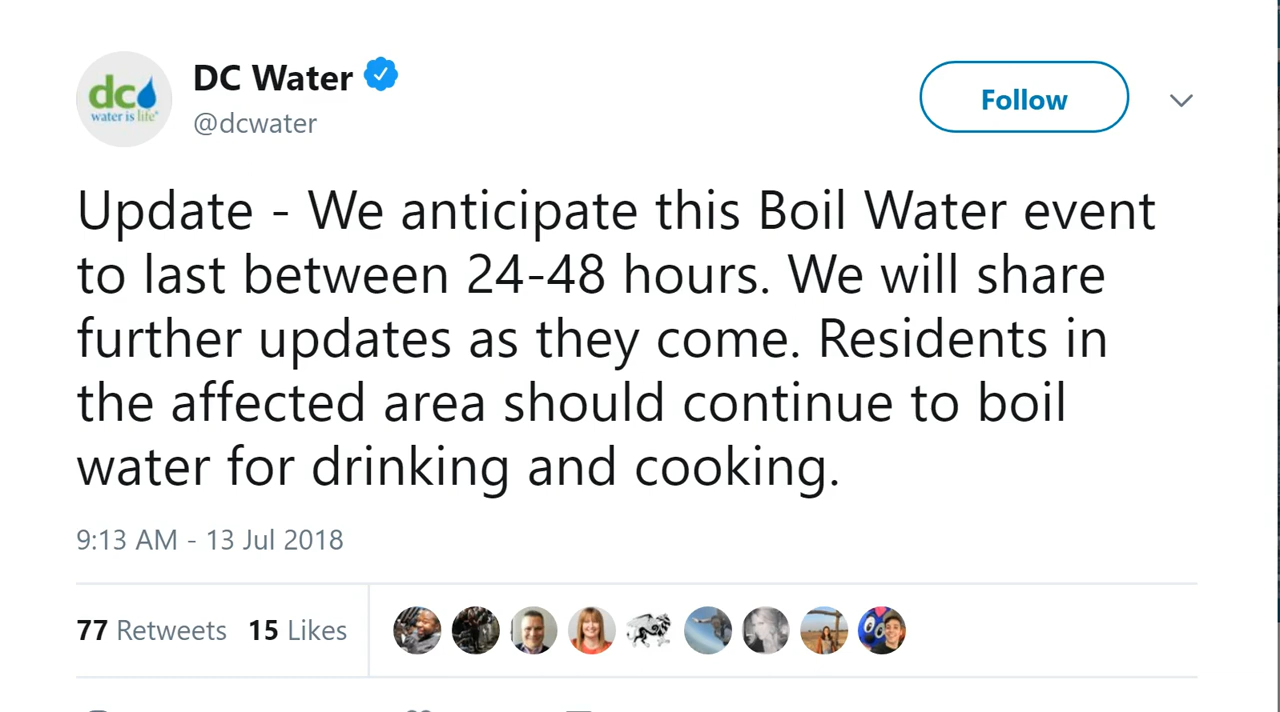 dc
water is life
DC Water
@dcwater
Follow
Update - We anticipate this Boil Water event
to last between 24-48 hours. We will share
further updates as they come. Residents in
the affected area should continue to boil
water for drinking and cooking.
9:13 AM - 13 Jul 2018
77 Retweets 15 Likes